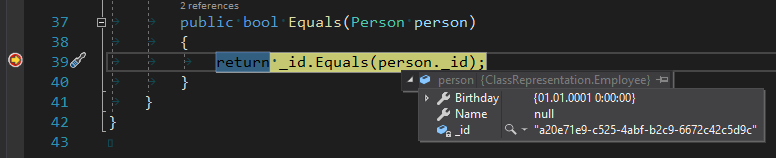 2 references
37 public bool Equals(Person person)
38 {
39 return _id.Equals(person._id);
40 }
person {ClassRepresentation.Employee}
41 }
Birthday {01.01.0001 0:00:00}
Name null
42 }
_id "a20e71e9-c525-4abf-b2c9-6672c42c5d9c"
43